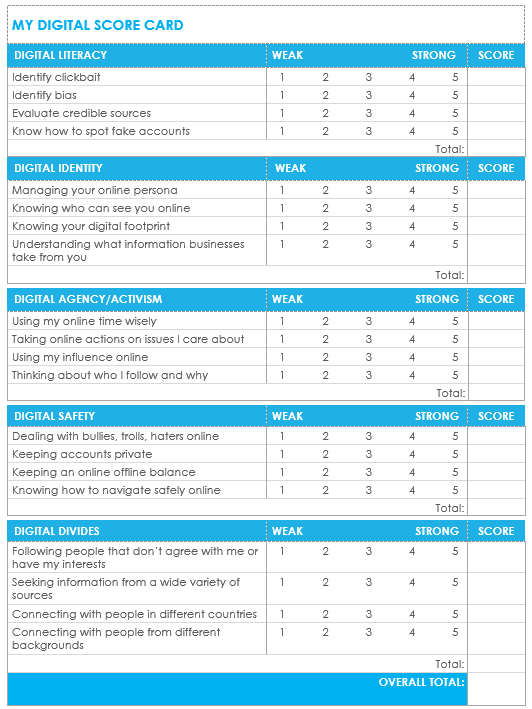 MY DIGITAL SCORE CARD
DIGITAL LITERACY WEAK STRONG SCORE
Identify clickbait 1 2 3 4 5
Identify bias 1 2 3 4 5
Evaluate credible sources 1 2 3 4 5
Know how to spot fake accounts 1 2 3 4 5
Total:
DIGITAL IDENTITY WEAK STRONG SCORE
Managing your online persona 1 2 3 4 5
Knowing who can see you online 1 2 3 4 5
Knowing your digital footprint 1 2 3 4 5
Understanding what information businesses 1 2 3 4 5
take from you
Total:
DIGITAL AGENCY/ACTIVISM WEAK STRONG SCORE
Using my online time wisely 1 2 3 4 5
Taking online actions on issues I care about 1 2 3 4 5
Using my influence online 1 2 3 4 5
Thinking about who I follow and why 1 2 3 4 5
Total:
DIGITAL SAFETY WEAK STRONG SCORE
Dealing with bullies, trolls, haters online 1 2 3 4 5
Keeping accounts private 1 2 3 4 5
Keeping an online offline balance 1 2 3 4 5
Knowing how to navigate safely online 1 2 3 4 5
Total:
DIGITAL DIVIDES WEAK STRONG SCORE
Following people that don't agree with me or 1 2 3 4 5
have my interests
Seeking information from a wide variety of 1 2 3 4 5
sources
Connecting with people in different countries 1 2 3 4 5
Connecting with people from different 1 2 3 4 5
backgrounds
Total:
OVERALL TOTAL: